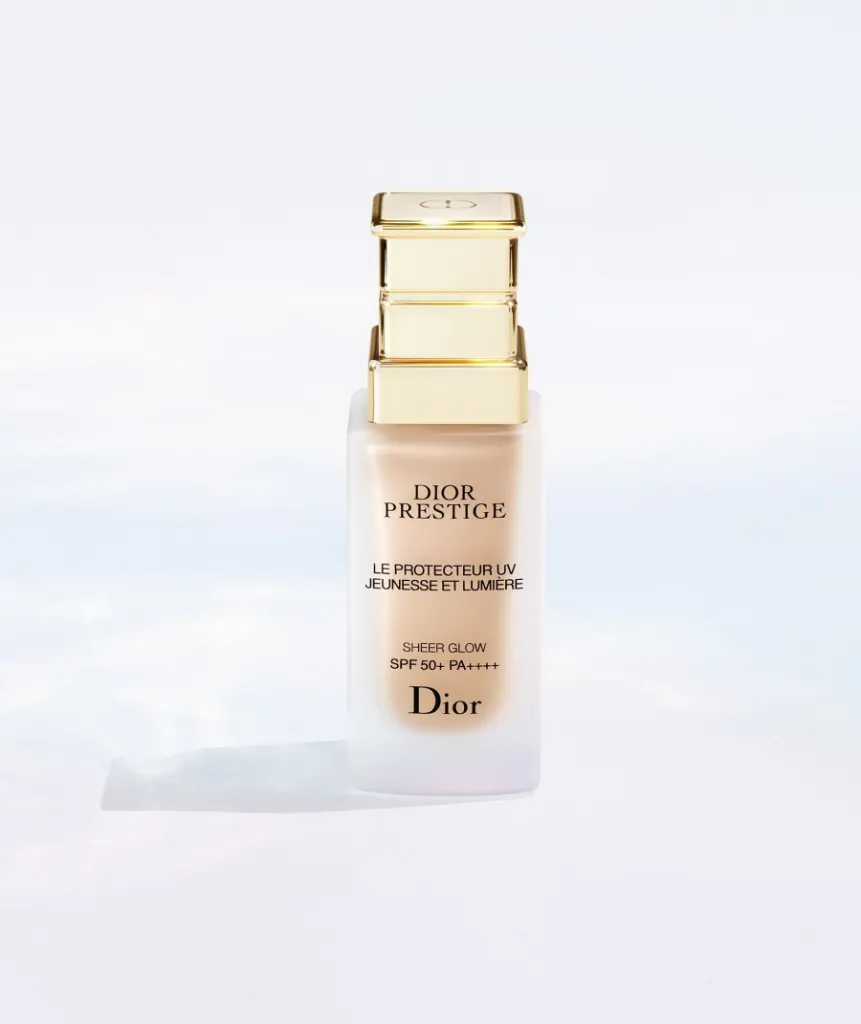 DIOR
PRESTIGE
LE PROTECTEUR UV
JEUNESSE ET LUMIÈRE
SHEER GLOW
SPF 50+ PA++++
Dior